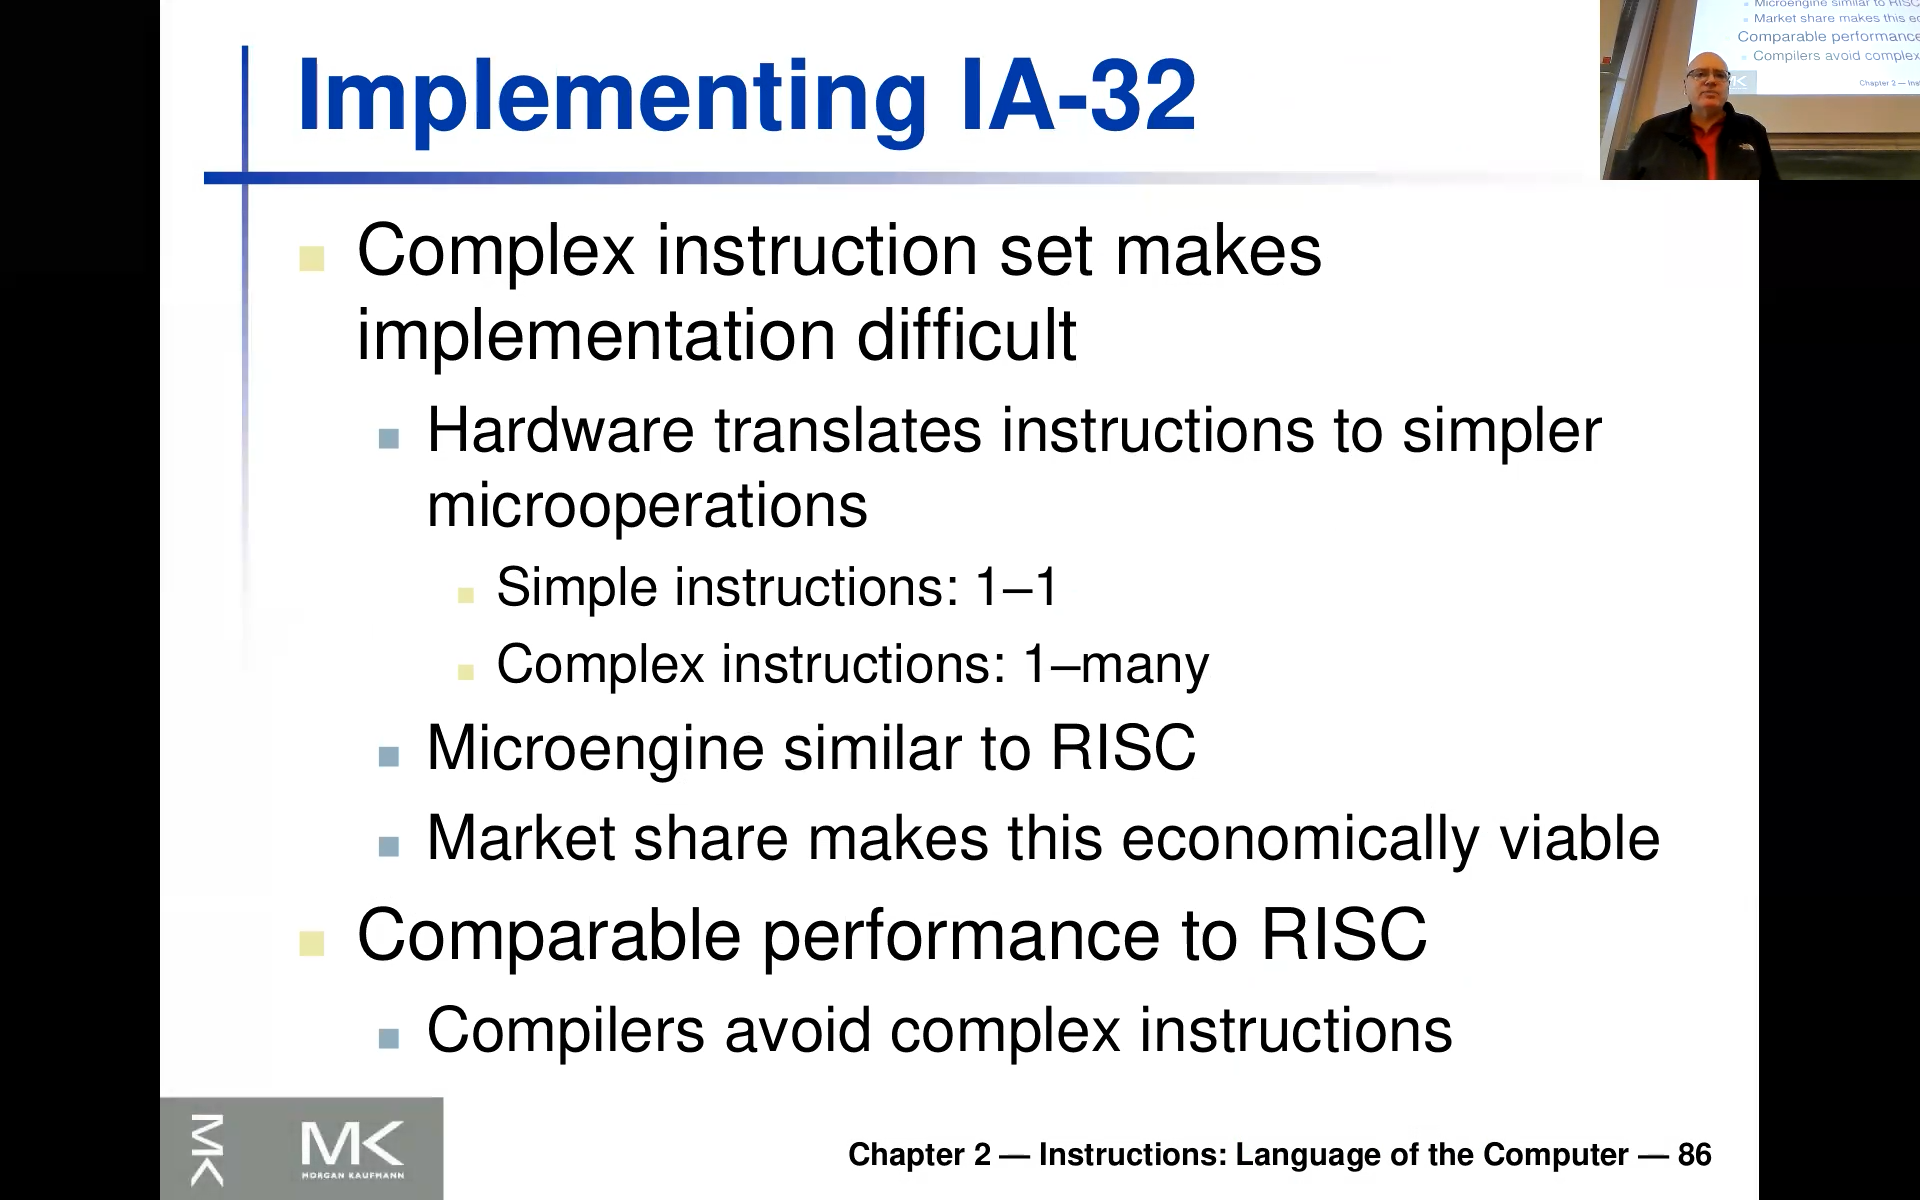 Implementing IA-32
Complex instruction set makes
implementation difficult
Hardware translates instructions to simpler
microoperations
Simple instructions: 1–1
Complex instructions: 1–many
Microengine similar to RISC
Market share makes this economically viable
Comparable performance to RISC
Compilers avoid complex instructions
MK
MK
MORGAN KAUFMANN
Chapter 2 — Instructions: Language of the Computer — 86
Microengine similar to RISC
Market share makes this
Comparable performance
Compilers avoid complex
Chapter 2 —